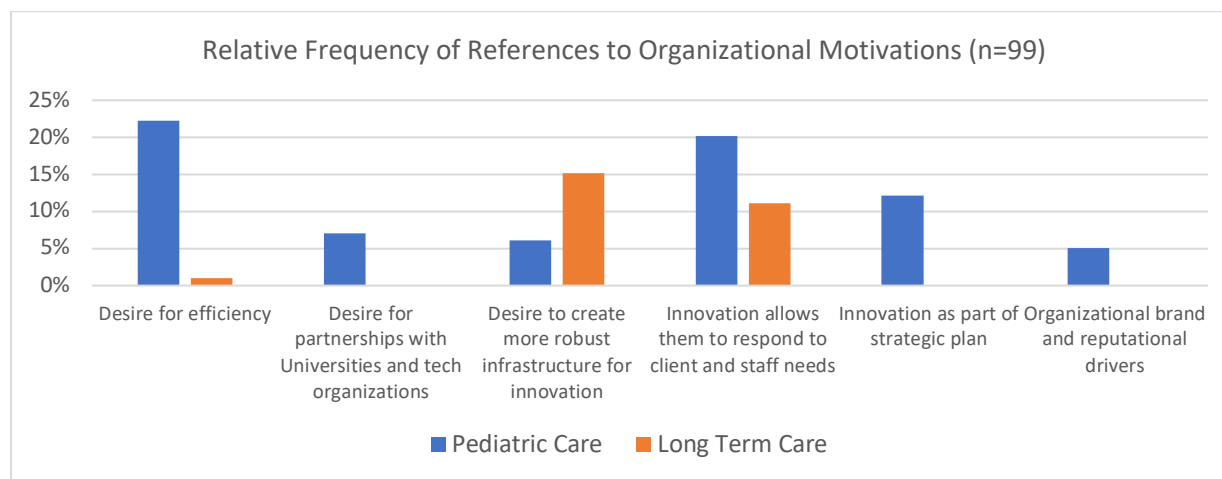 Relative Frequency of References to Organizational Motivations (n=99)
25%
20%
15%
10%
5%
0%
Desire for efficiency
Desire for
partnerships with
Universities and tech
organizations
Desire to create
more robust
infrastructure for
innovation
Innovation allows
them to respond to
client and staff needs
Innovation as part of
strategic plan
Organizational brand
and reputational
drivers
Pediatric Care
Long Term Care